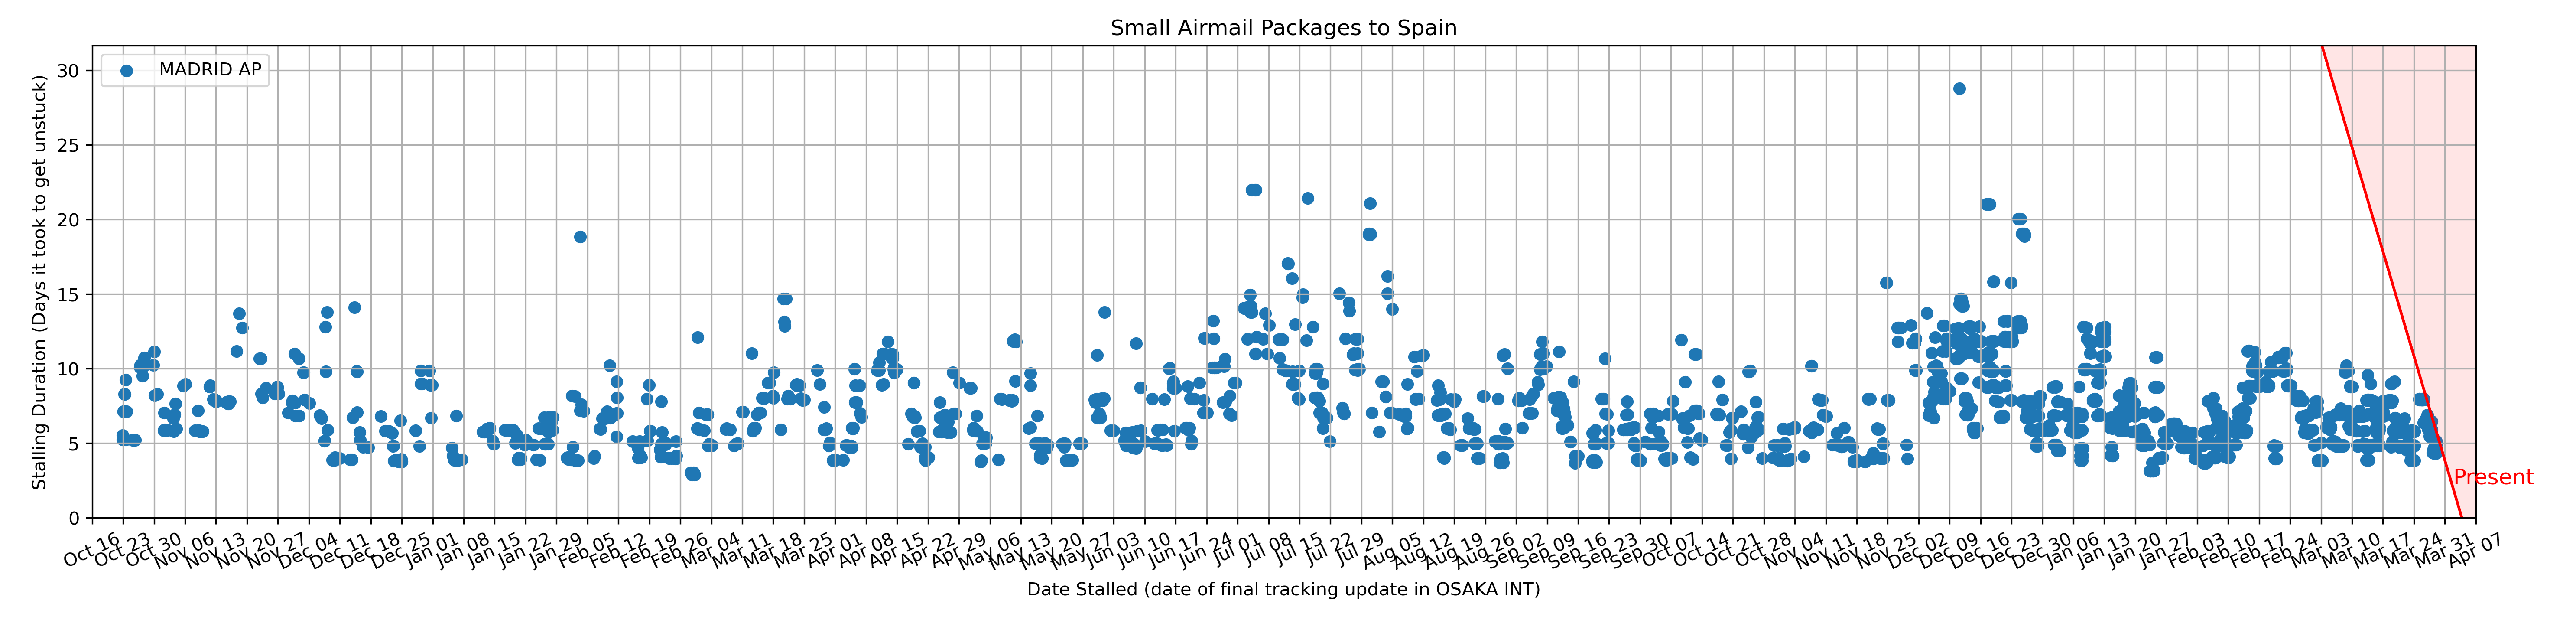 Small Airmail Packages to Spain
MADRID AP
Stalling Duration (Days it took to get unstuck)
30
25
20
15
10
5
0
Present
Oct 16 Oct 23 Oct 30 Nov 06 Nov 13 Nov 20 Nov 27 Dec 04 Dec 11 Dec 18 Dec 25 Jan 01 Jan 08 Jan 15 Jan 22 Jan 29 Feb 05 Feb 12 Feb 19 Feb 26 Mar 04 Mar 11 Mar 18 Mar 25 Apr 01 Apr 08 Apr 15 Apr 22 Apr 29 May 06 May 13 May 20 May 27 Jun 03 Jun 10 Jun 17 Jun 24 Jul 01 Jul 08 Jul 15 Jul 22 Jul 29 Aug 05 Aug 12 Aug 19 Aug 26 Sep 02 Sep 09 Sep 16 Sep 23 Sep 30 Oct 07 Oct 14 Oct 21 Oct 28 Nov 04 Nov 11 Nov 18 Nov 25 Dec 02 Dec 09 Dec 16 Dec 23 Dec 30 Jan 06 Jan 13 Jan 20 Jan 27 Feb 03 Feb 10 Feb 17 Feb 24 Mar 03 Mar 10 Mar 17 Mar 24 Mar 31 Apr 07
Date Stalled (date of final tracking update in OSAKA INT)